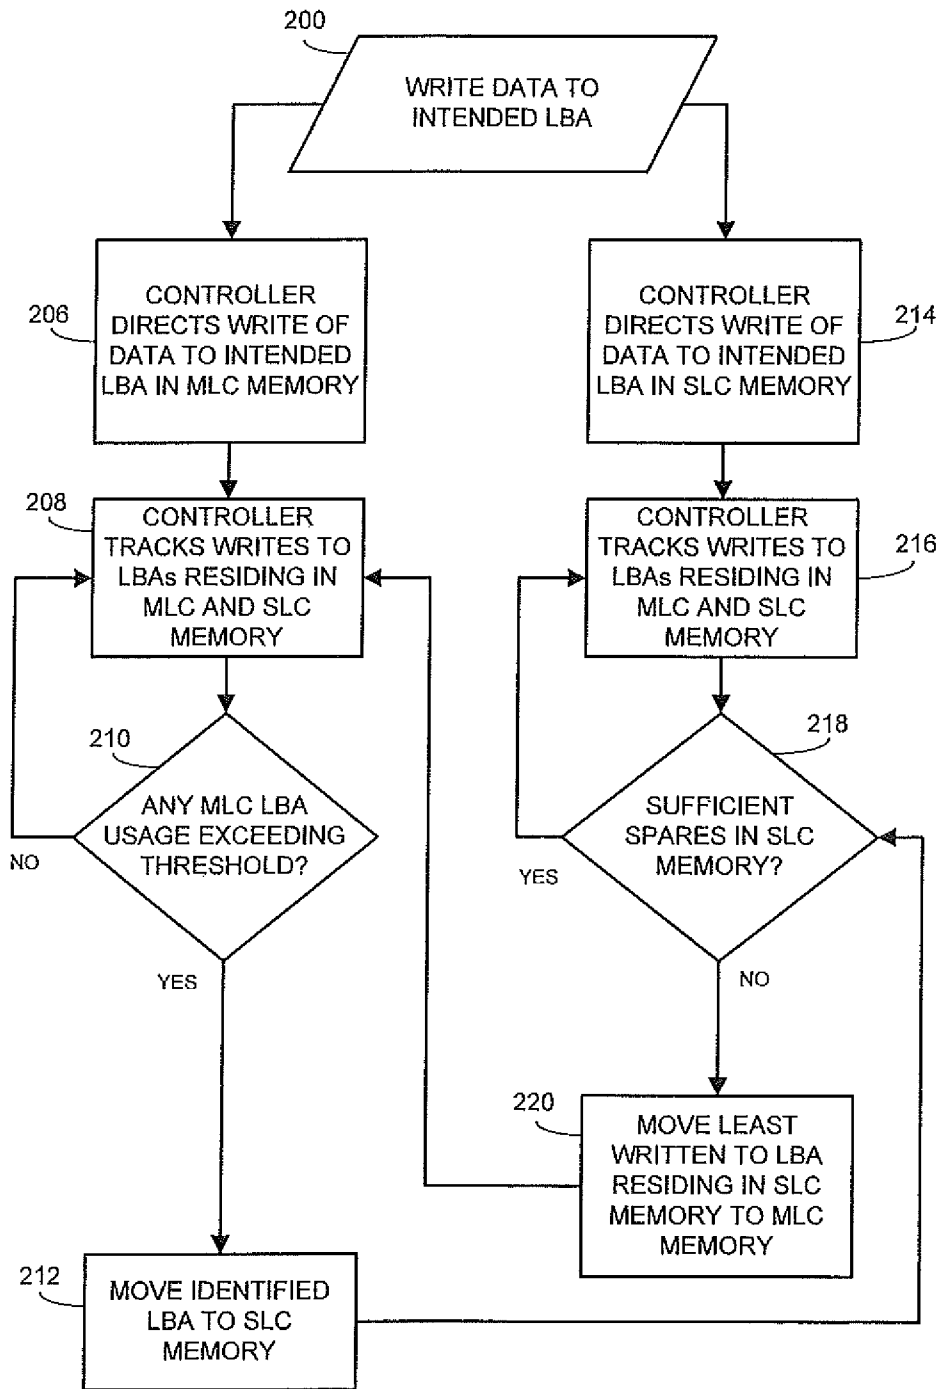 200
WRITE DATA TO
INTENDED LBA
206
CONTROLLER
DIRECTS WRITE OF
DATA TO INTENDED
LBA IN MLC MEMORY
CONTROLLER
DIRECTS WRITE OF
DATA TO INTENDED
LBA IN SLC MEMORY
214
208
CONTROLLER
TRACKS WRITES TO
LBAs RESIDING IN
MLC AND SLC
MEMORY
CONTROLLER
TRACKS WRITES TO
LBAs RESIDING IN
MLC AND SLC
MEMORY
216
210
ANY MLC LBA
USAGE EXCEEDING
THRESHOLD?
NO
YES
218
SUFFICIENT
SPARES IN SLC
MEMORY?
YES
NO
220
MOVE LEAST
WRITTEN TO LBA
RESIDING IN SLC
MEMORY TO MLC
MEMORY
212
MOVE IDENTIFIED
LBA TO SLC
MEMORY